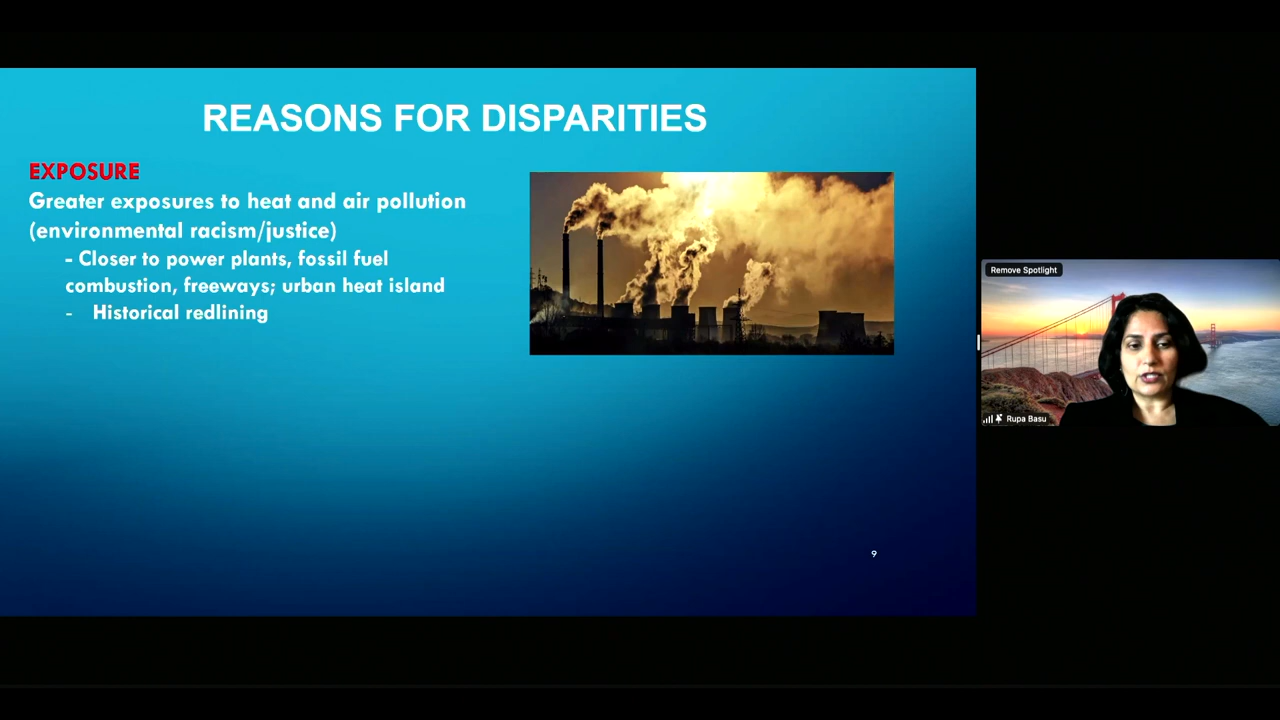 REASONS FOR DISPARITIES
EXPOSURE
Greater exposures to heat and air pollution
(environmental racism/justice)
- Closer to power plants, fossil fuel
combustion, freeways; urban heat island
- Historical redlining
9
Remove Spotlight
Rupa Basu